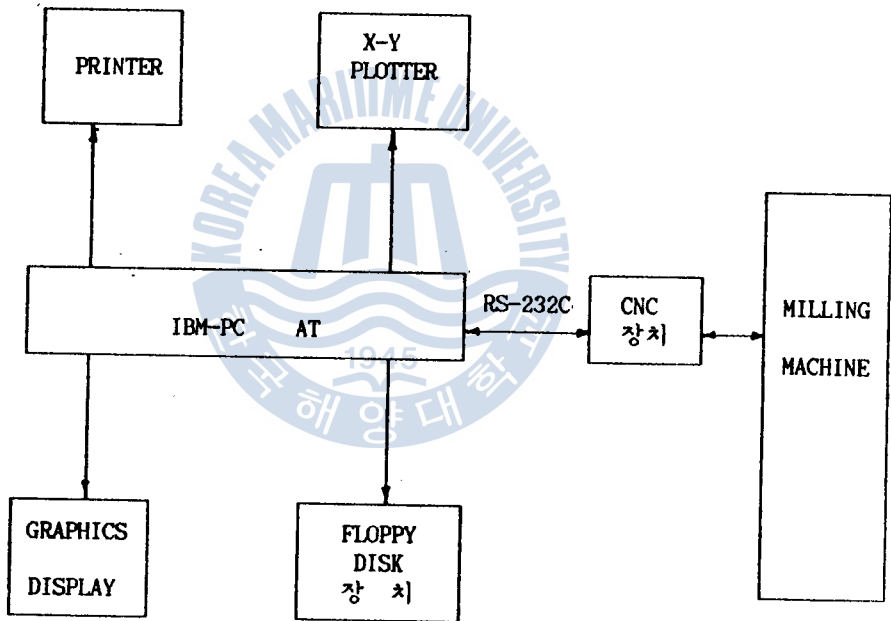 PRINTER
X-Y
PLOTTER
KOREA MARITIME UNIVERSITY
IBM-PC AT
RS-232C
CNC
장치
MILLING
MACHINE
1945
한국해양대학교
GRAPHICS
DISPLAY
FLOPPY
DISK
장 치